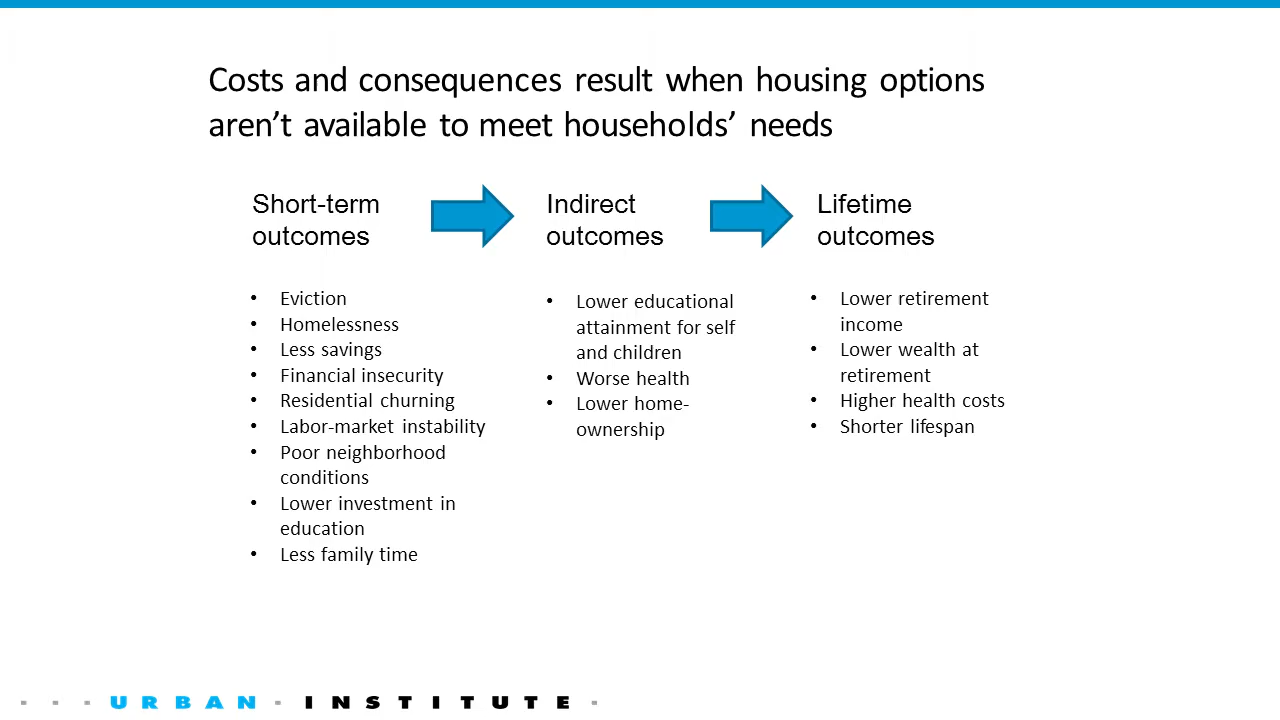 Costs and consequences result when housing options
aren’t available to meet households’ needs
Short-term
outcomes
• Eviction
• Homelessness
• Less savings
• Financial insecurity
• Residential churning
• Labor-market instability
• Poor neighborhood
conditions
• Lower investment in
education
• Less family time
Indirect
outcomes
• Lower educational
attainment for self
and children
• Worse health
• Lower home-
ownership
Lifetime
outcomes
• Lower retirement
income
• Lower wealth at
retirement
• Higher health costs
• Shorter lifespan
URBAN INSTITUTE